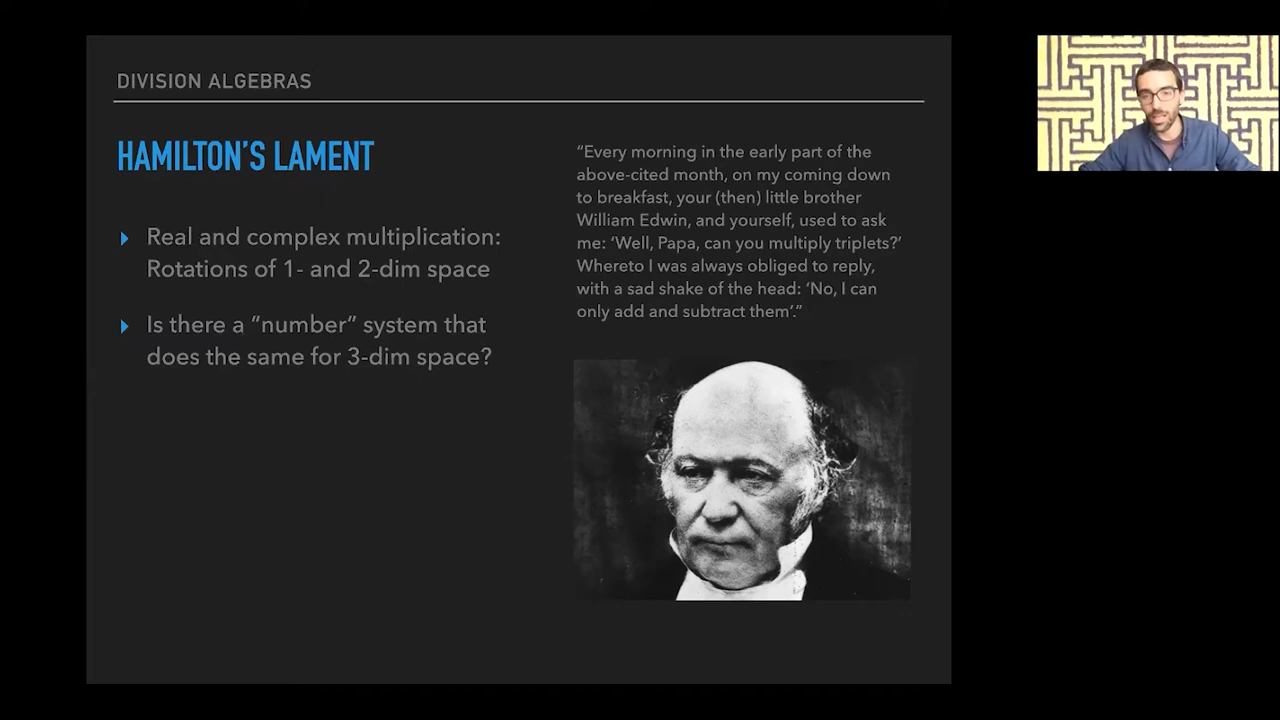 DIVISION ALGEBRAS
HAMILTON'S LAMENT
Real and complex multiplication:
Rotations of 1- and 2-dim space
Is there a “number” system that
does the same for 3-dim space?
“Every morning in the early part of the
above-cited month, on my coming down
to breakfast, your (then) little brother
William Edwin, and yourself, used to ask
me: ‘Well, Papa, can you multiply triplets?’
Whereto I was always obliged to reply,
with a sad shake of the head: ‘No, I can
only add and subtract them’.”